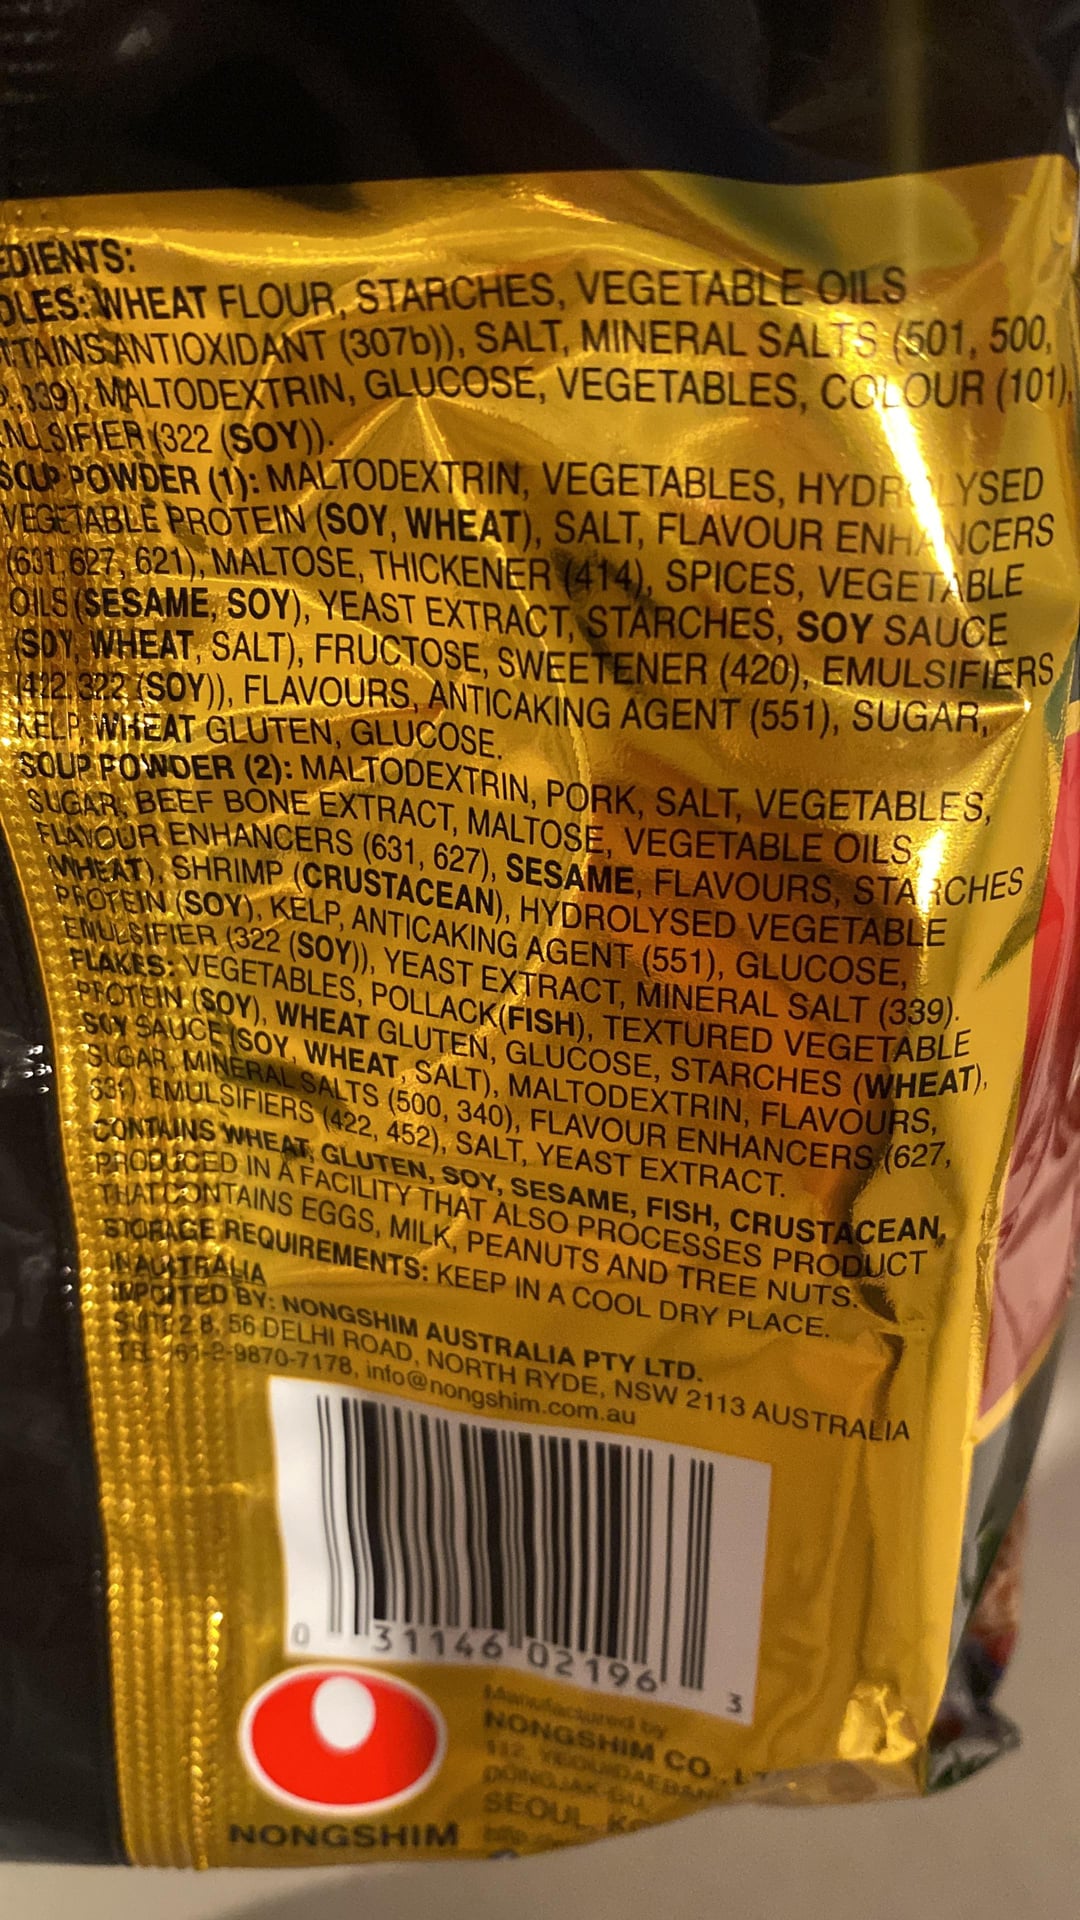 EDIENTS:
DLES: WHEAT FLOUR, STARCHES, VEGETABLE OILS
TAINS ANTIOXIDANT (307b)), SALT, MINERAL SALTS (501, 500,
339), MALTODEXTRIN, GLUCOSE, VEGETABLES, COLOUR (101),
SIFIER (322 (SOY)).
SOUP POWDER (1): MALTODEXTRIN, VEGETABLES, HYDROLYSED
VEGETABLE PROTEIN (SOY, WHEAT), SALT, FLAVOUR ENHANCERS
(631, 627, 621), MALTOSE, THICKENER (414), SPICES, VEGETABLE
OILS (SESAME, SOY), YEAST EXTRACT, STARCHES, SOY SAUCE
(SOY, WHEAT, SALT), FRUCTOSE, SWEETENER (420), EMULSIFIERS
(422, 322 (SOY)), FLAVOURS, ANTICAKING AGENT (551), SUGAR,
KELP, WHEAT GLUTEN, GLUCOSE.
SOUP POWDER (2): MALTODEXTRIN, PORK, SALT, VEGETABLES,
SUGAR, BEEF BONE EXTRACT, MALTOSE, VEGETABLE OILS,
FLAVOUR ENHANCERS (631, 627), SESAME, FLAVOURS, STARCHES
(WHEAT), SHRIMP (CRUSTACEAN), HYDROLYSED VEGETABLE
PROTEIN (SOY), KELP, ANTICAKING AGENT (551), GLUCOSE,
EMULSIFIER (322 (SOY)), YEAST EXTRACT, MINERAL SALT (339).
FLAKES: VEGETABLES, POLLACK(FISH), TEXTURED VEGETABLE
PROTEIN (SOY), WHEAT GLUTEN, GLUCOSE, STARCHES (WHEAT),
SOY SAUCE (SOY, WHEAT, SALT), MALTODEXTRIN, FLAVOURS,
SUGAR, MINERAL SALTS (500, 340), FLAVOUR ENHANCERS (627,
631), EMULSIFIERS (422, 452), SALT, YEAST EXTRACT.
CONTAINS WHEAT, GLUTEN, SOY, SESAME, FISH, CRUSTACEAN,
PRODUCED IN A FACILITY THAT ALSO PROCESSES PRODUCT
THAT CONTAINS EGGS, MILK, PEANUTS AND TREE NUTS.
STORAGE REQUIREMENTS: KEEP IN A COOL DRY PLACE.
IN AUSTRALIA
IMPORTED BY: NONGSHIM AUSTRALIA PTY LTD.
SUITE 2.8, 56 DELHI ROAD, NORTH RYDE, NSW 2113 AUSTRALIA
TEL 61-2-9870-7178, info@nongshim.com.au
0 31146 02196 3
Manufactured by
NONGSHIM CO., L
112, YEOUIDAEBAN
DONGJAK-GU,
SEOUL, Ko
NONGSHIM